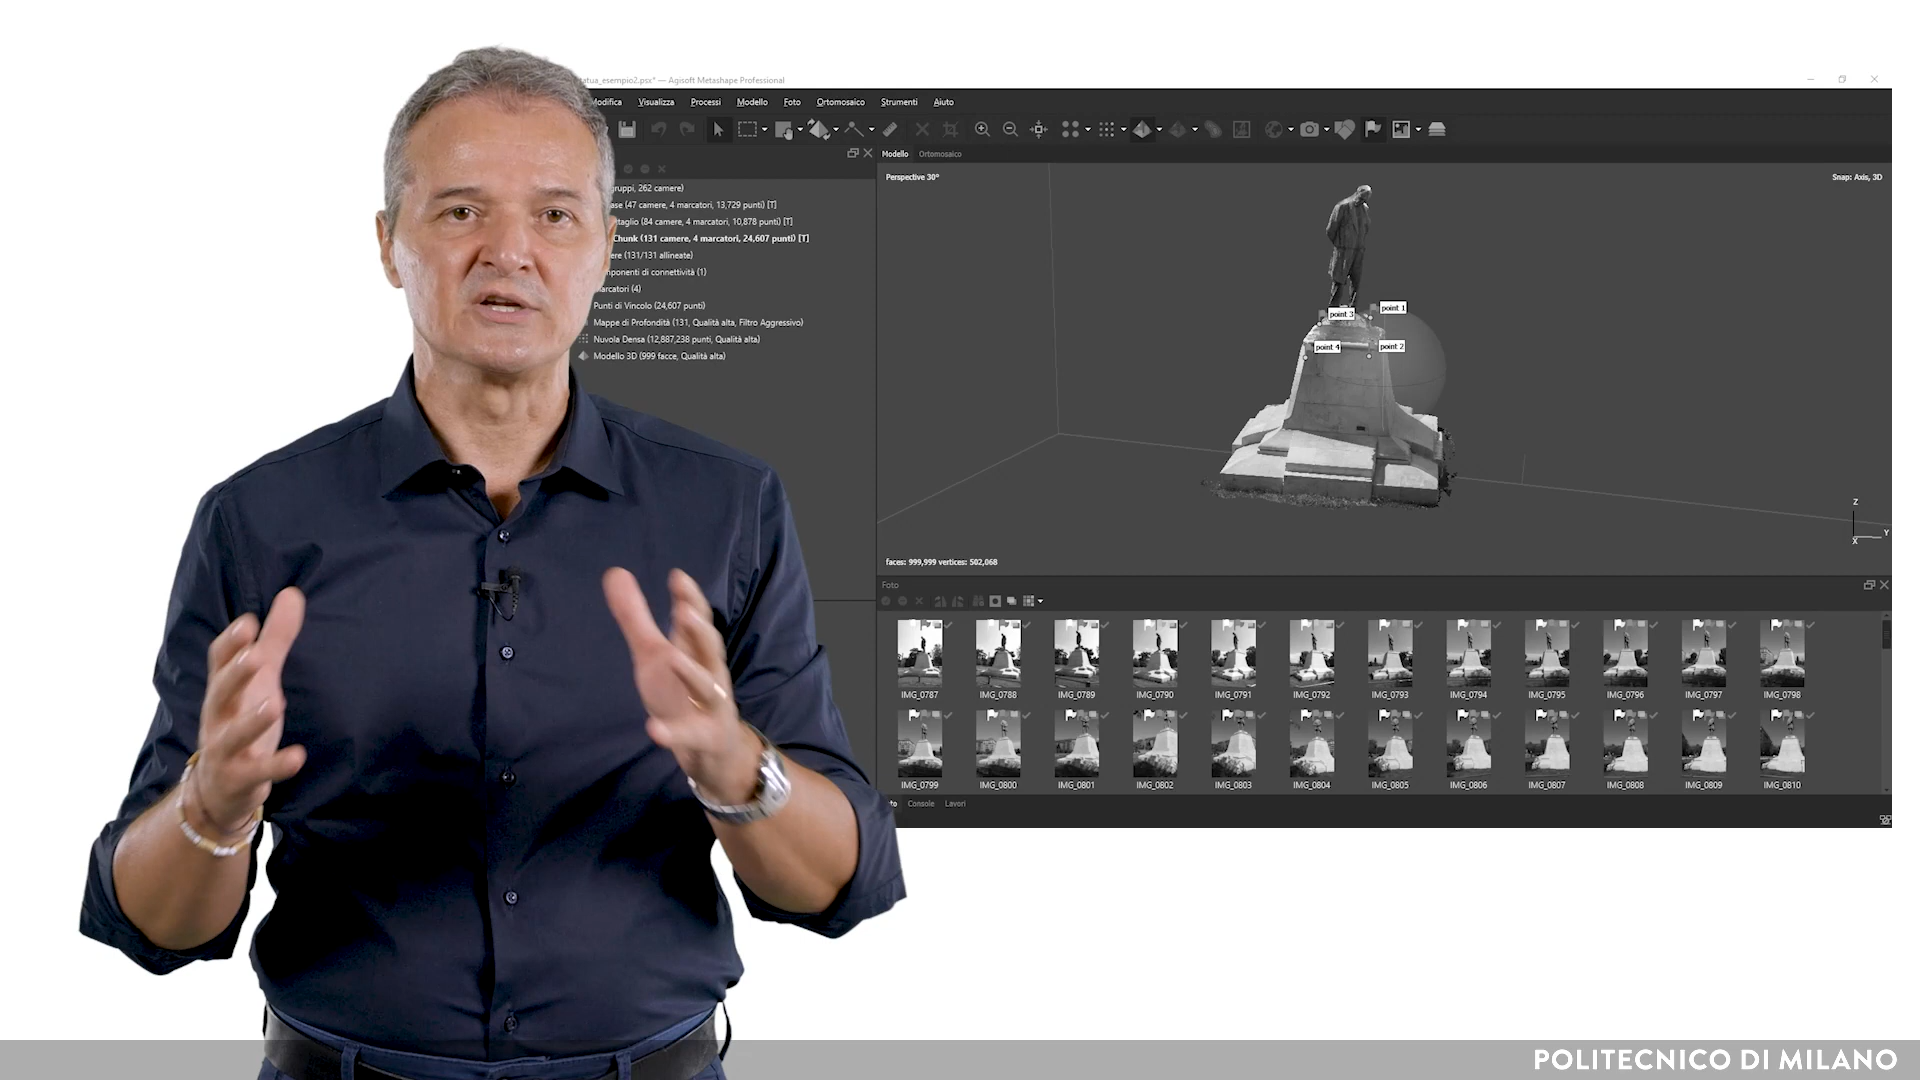 tatua_esempio2.psx* — Agisoft Metashape Professional
Modifica Visualizza Processi Modello Foto Ortomosaico Strumenti Aiuto
Modello Ortomosaico
Perspective 30°
Snap: Axis, 3D
gruppi, 262 camere)
ase (47 camere, 4 marcatori, 13,729 punti) [T]
taglio (84 camere, 4 marcatori, 10,878 punti) [T]
Chunk (131 camere, 4 marcatori, 24,607 punti) [T]
ere (131/131 allineate)
mponenti di connettività (1)
arcatori (4)
Punti di Vincolo (24,607 punti)
Mappe di Profondità (131, Qualità alta, Filtro Aggressivo)
Nuvola Densa (12,887,238 punti, Qualità alta)
Modello 3D (999 facce, Qualità alta)
point 3
point 1
point 4
point 2
Z
Y
X
faces: 999,999 vertices: 502,068
Foto
IMG_0787 IMG_0788 IMG_0789 IMG_0790 IMG_0791 IMG_0792 IMG_0793 IMG_0794 IMG_0795 IMG_0796 IMG_0797 IMG_0798
IMG_0799 IMG_0800 IMG_0801 IMG_0802 IMG_0803 IMG_0804 IMG_0805 IMG_0806 IMG_0807 IMG_0808 IMG_0809 IMG_0810
to Console Lavori
POLITECNICO DI MILANO